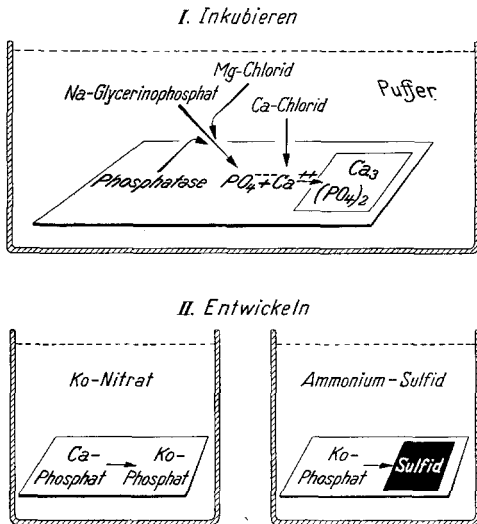 I. Inkubieren
Mg-Chlorid
Na-Glycerinophosphat
Puffer
Ca-Chlorid
Phosphatase
PO₄⁻⁻⁻+Ca⁺⁺
Ca₃
(PO₄)₂
II. Entwickeln
Ko-Nitrat
Ca-
Phosphat
Ko-
Phosphat
Ammonium-Sulfid
Ko-
Phosphat
Sulfid